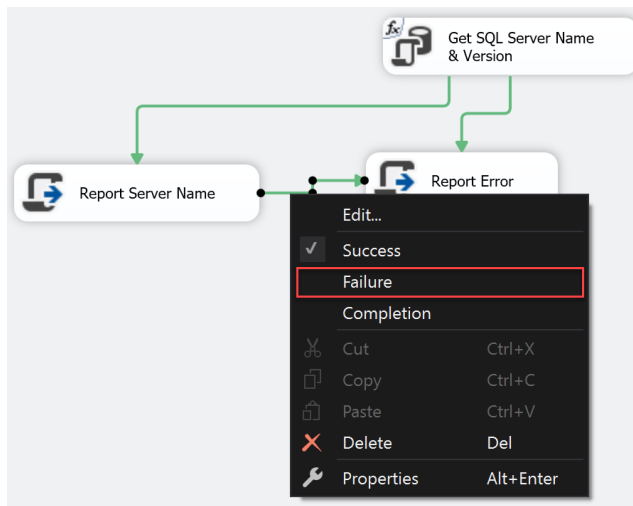 fx
Get SQL Server Name
& Version
Report Server Name
Report Error
Edit...
Success
Failure
Completion
Cut Ctrl+X
Copy Ctrl+C
Paste Ctrl+V
Delete Del
Properties Alt+Enter